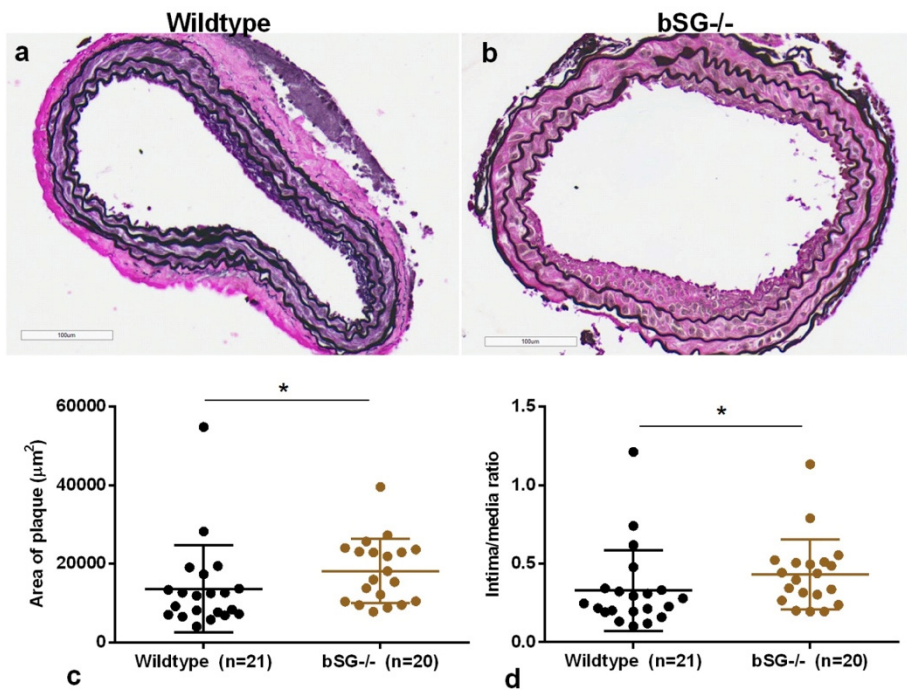 Wildtype
bSG-/-
a
b
100um
100um
*
*
60000
40000
20000
0
Area of plaque (μm²)
Wildtype (n=21)
bSG-/- (n=20)
c
1.5
1.0
0.5
0.0
Intima/media ratio
Wildtype (n=21)
bSG-/- (n=20)
d